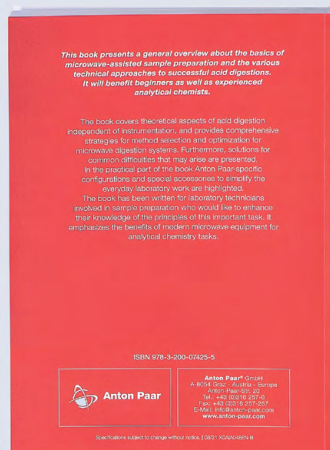 This book presents a general overview about the basics of
microwave-assisted sample preparation and the various
technical approaches to successful acid digestions.
It will benefit beginners as well as experienced
analytical chemists.
The book covers theoretical aspects of acid digestion
independent of instrumentation, and provides comprehensive
strategies for method selection and optimization for
microwave digestion systems. Furthermore, solutions for
common difficulties that may arise are presented.
In the practical part of the book Anton Paar-specific
configurations and special accessories to simplify the
everyday laboratory work are highlighted.
The book has been written for laboratory technicians
involved in sample preparation who would like to enhance
their knowledge of the principles of this important task. It
emphasizes the benefits of modern microwave equipment for
analytical chemistry tasks.
ISBN 978-3-200-07425-5
Anton Paar
Anton Paar® GmbH
A-8054 Graz - Austria - Europe
Anton-Paar-Str. 20
Tel.: +43 (0)316 257-0
Fax: +43 (0)316 257-257
E-Mail: info@anton-paar.com
www.anton-paar.com
Specifications subject to change without notice. | 08/21